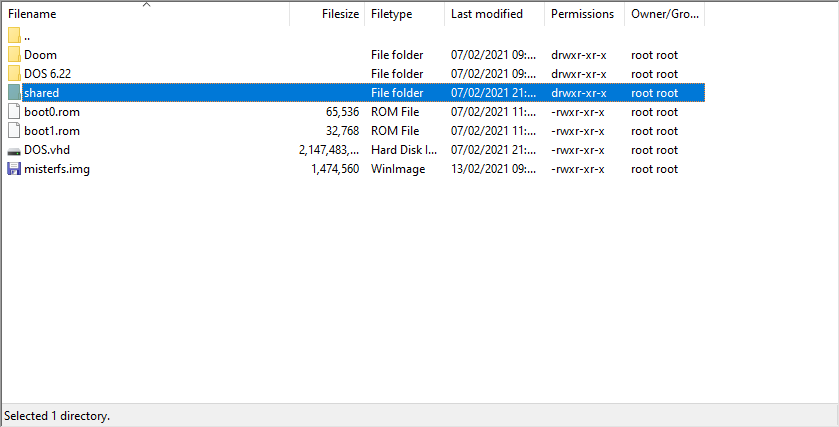 Filename Filesize Filetype Last modified Permissions Owner/Gro...
..
Doom File folder 07/02/2021 09:... drwxr-xr-x root root
DOS 6.22 File folder 07/02/2021 09:... drwxr-xr-x root root
shared File folder 07/02/2021 21:... drwxr-xr-x root root
boot0.rom 65,536 ROM File 07/02/2021 11:... -rwxr-xr-x root root
boot1.rom 32,768 ROM File 07/02/2021 11:... -rwxr-xr-x root root
DOS.vhd 2,147,483,... Hard Disk I... 07/02/2021 21:... -rwxr-xr-x root root
misterfs.img 1,474,560 WinImage 13/02/2021 09:... -rwxr-xr-x root root
Selected 1 directory.